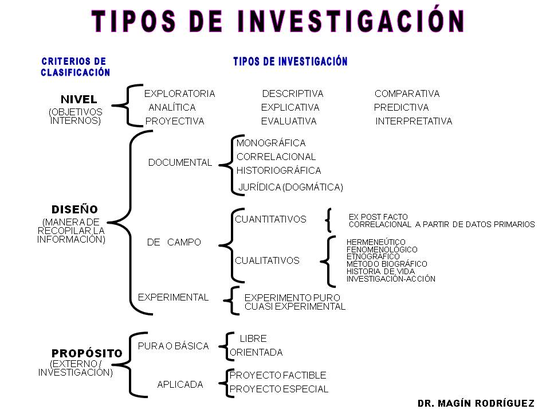 TIPOS DE INVESTIGACIÓN
CRITERIOS DE
CLASIFICACIÓN
TIPOS DE INVESTIGACIÓN
NIVEL
(OBJETIVOS
INTERNOS)
EXPLORATORIA DESCRIPTIVA COMPARATIVA
ANALÍTICA EXPLICATIVA PREDICTIVA
PROYECTIVA EVALUATIVA INTERPRETATIVA
DISEÑO
(MANERA DE
RECOPILAR LA
INFORMACIÓN)
DOCUMENTAL
MONOGRÁFICA
CORRELACIONAL
HISTORIOGRÁFICA
JURÍDICA (DOGMÁTICA)
DE CAMPO
CUANTITATIVOS
EX POST FACTO
CORRELACIONAL A PARTIR DE DATOS PRIMARIOS
CUALITATIVOS
HERMENEÚTICO
FENOMENOLÓGICO
ETNOGRÁFICO
MÉTODO BIOGRÁFICO
HISTORIA DE VIDA
INVESTIGACIÓN-ACCIÓN
EXPERIMENTAL
EXPERIMENTO PURO
CUASI EXPERIMENTAL
PROPÓSITO
(EXTERNO /
INVESTIGACIÓN)
PURA O BÁSICA
LIBRE
ORIENTADA
APLICADA
PROYECTO FACTIBLE
PROYECTO ESPECIAL
DR. MAGÍN RODRÍGUEZ